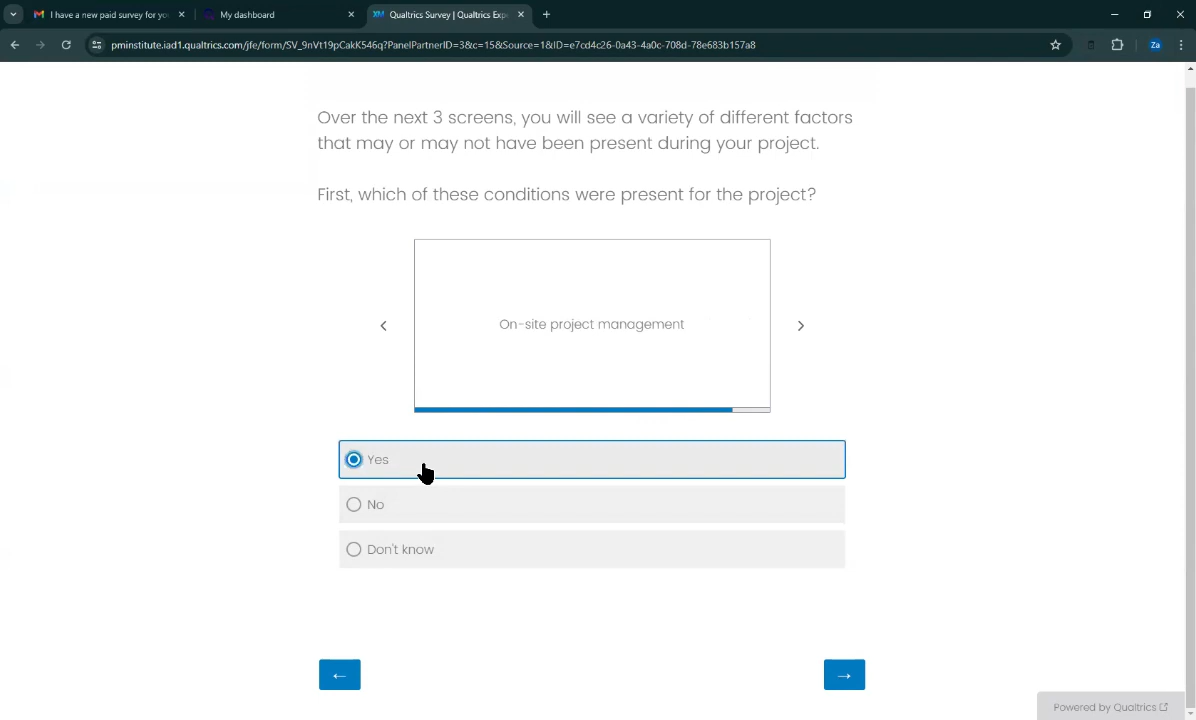 I have a new paid survey for yo
My dashboard
XM
Qualtrics Survey | Qualtrics Exp
pminstitute.iad1.qualtrics.com/jfe/form/SV_9nVt19pCakK546q?PanelPartnerID=3&c=15&Source=1&ID=e7cd4c26-0a43-4a0c-708d-78e683b157a8
Za
Over the next 3 screens, you will see a variety of different factors
that may or may not have been present during your project.
First, which of these conditions were present for the project?
On-site project management
Yes
No
Don't know
Powered by Qualtrics